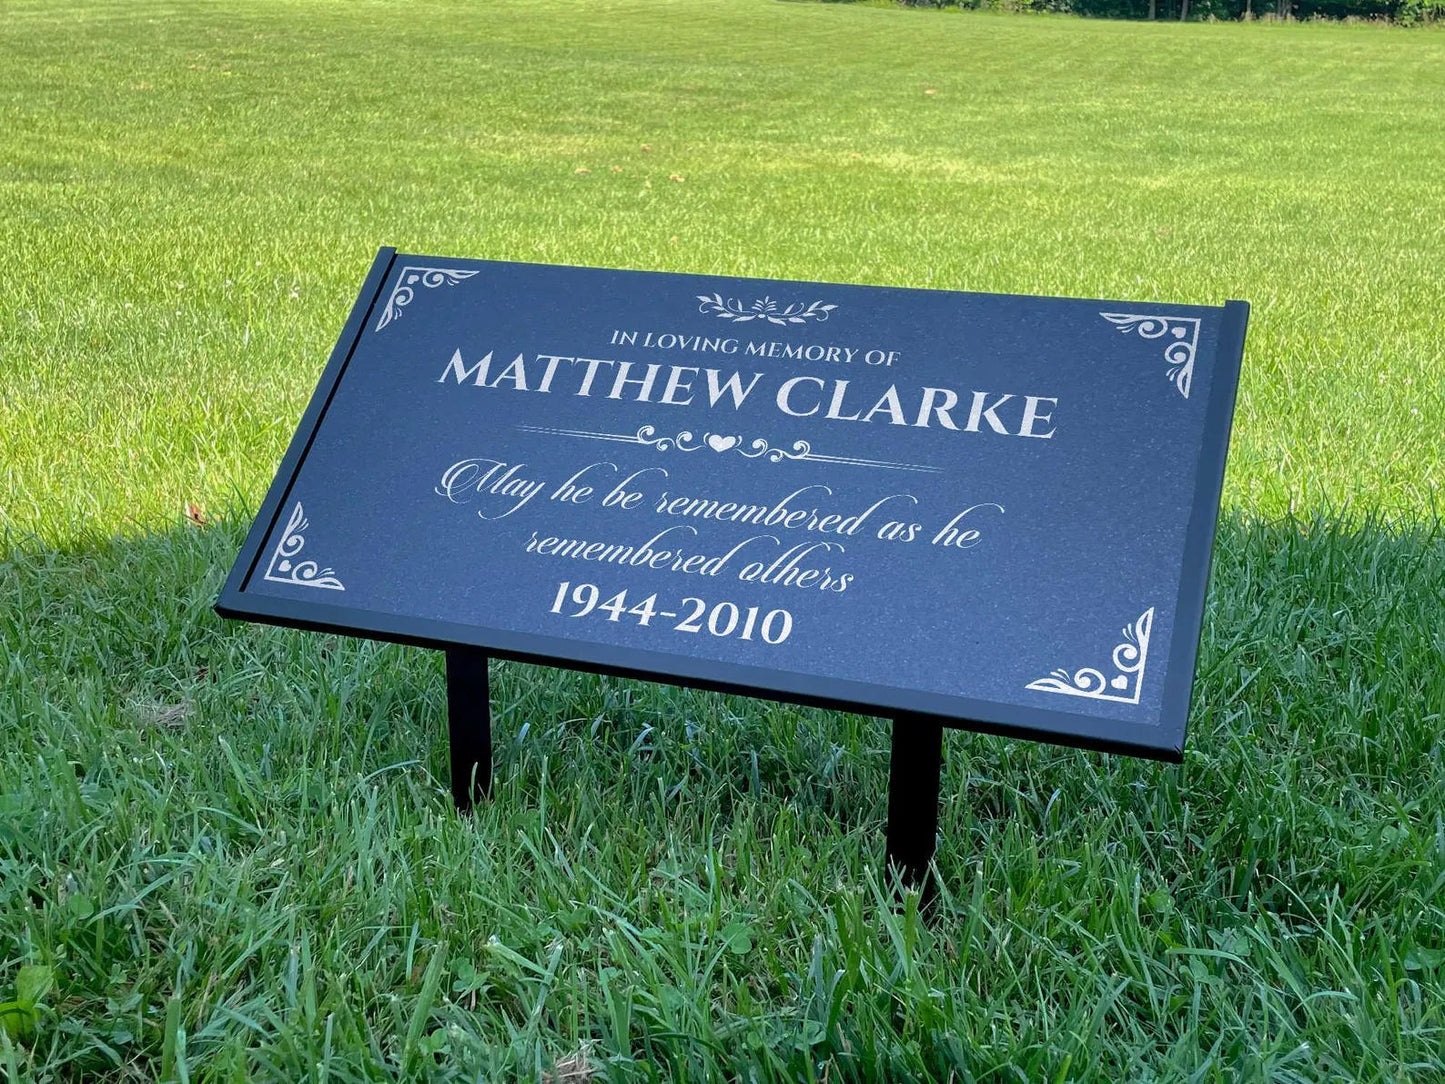 IN LOVING MEMORY OF
MATTHEW CLARKE
May he be remembered as he
remembered others
1944-2010